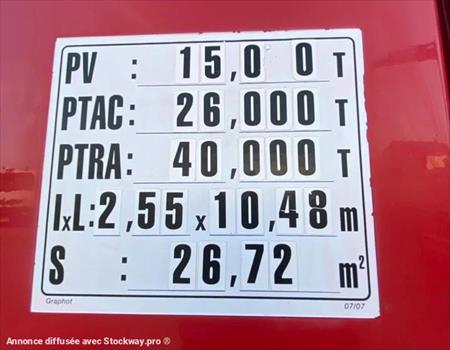 PV : 15,0 0 T
PTAC: 26,000 T
PTRA: 40,000 T
lxL: 2,55 x 10,48 m
S : 26,72 m²
Graphot 07/07
Annonce diffusée avec Stockway.pro ®